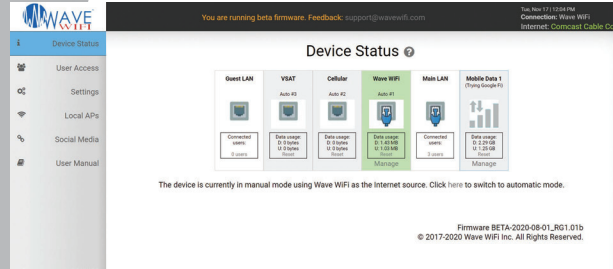 WAVE
WIFI
You are running beta firmware. Feedback: support@wavewifi.com
Tue, Nov 17 | 12:04 PM
Connection: Wave WiFi
Internet: Comcast Cable Co
Device Status
User Access
Settings
Local APs
Social Media
User Manual
Device Status
Guest LAN
Connected users:
0 users
VSAT
Auto #3
Data usage:
D: 0 bytes
U: 0 bytes
Reset
Cellular
Auto #2
Data usage:
D: 0 bytes
U: 0 bytes
Reset
Wave WiFi
Auto #1
Data usage:
D: 1.43 MB
U: 1.03 MB
Reset
Manage
Main LAN
Connected users:
3 users
Mobile Data 1
(Trying Google Fi)
Data usage:
D: 2.29 GB
U: 1.25 GB
Reset
Manage
The device is currently in manual mode using Wave WiFi as the Internet source. Click here to switch to automatic mode.
Firmware BETA-2020-08-01_RG1.01b
© 2017-2020 Wave WiFi Inc. All Rights Reserved.